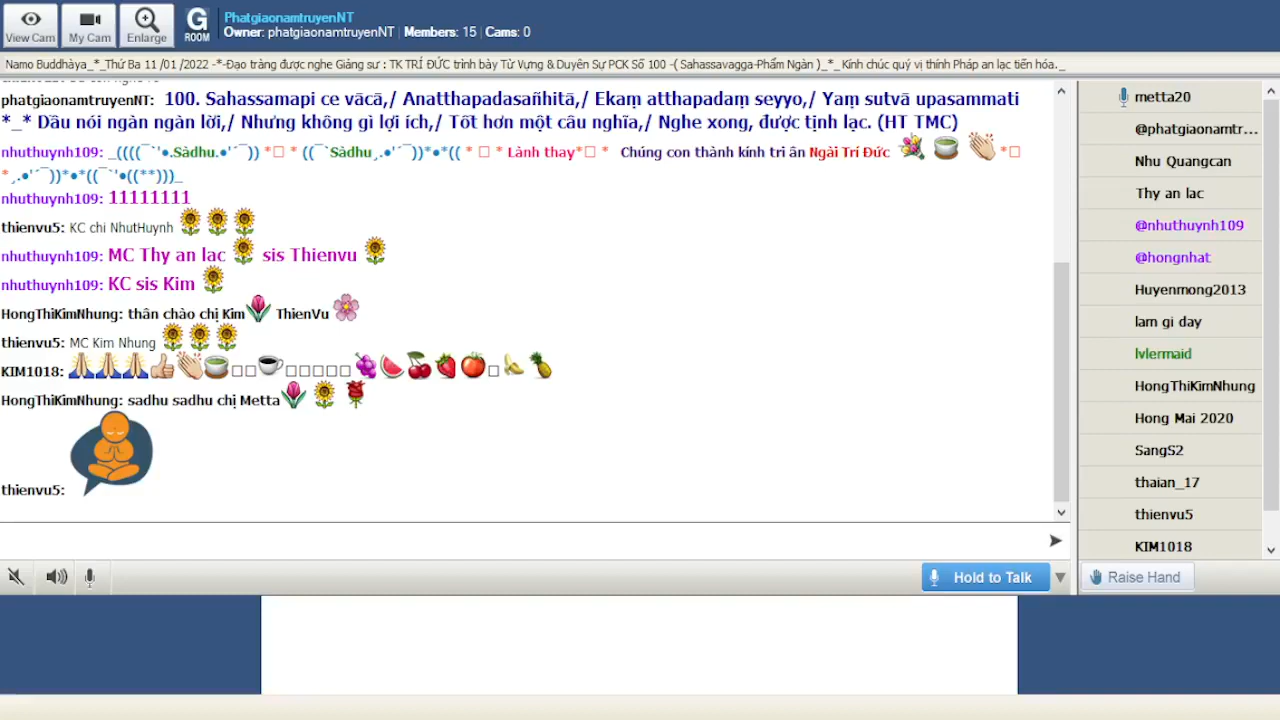 View Cam
My Cam
Enlarge
G
ROOM
PhatgiaonamtruyenNT
Owner: phatgiaonamtruyenNT | Members: 15 | Cams: 0
Namo Buddhàya_*_Thứ Ba 11 /01 /2022 -*-Đạo tràng được nghe Giảng sư : TK TRÍ ĐỨC trình bày Từ Vựng & Duyên Sự PCK Số 100 -( Sahassavagga-Phẩm Ngàn )_*_ Kính chúc quý vị thính Pháp an lạc tiến hóa._
phatgiaonamtruyenNT: 100. Sahassamapi ce vācā,/ Anatthapadasañhitā,/ Ekaṃ atthapadaṃ seyyo,/ Yaṃ sutvā upasammati
*_* Dầu nói ngàn ngàn lời,/ Nhưng không gì lợi ích,/ Tốt hơn một câu nghĩa,/ Nghe xong, được tịnh lạc. (HT TMC)
nhuthuynh109: _((((¯`'•.Sàdhu.•'´¯)) *□ * ((¯`Sàdhu¸.•'´¯))*•*(( * □ * Lành thay*□ * Chúng con thành kính tri ân Ngài Trí Đức *□
*¸.•'´¯))*•*((¯`'•((**)))_
nhuthuynh109: 11111111
thienvu5: KC chi NhutHuynh
nhuthuynh109: MC Thy an lac sis Thienvu
nhuthuynh109: KC sis Kim
HongThiKimNhung: thân chào chị Kim ThienVu
thienvu5: MC Kim Nhung
KIM1018:
HongThiKimNhung: sadhu sadhu chị Metta
thienvu5:
metta20
@phatgiaonamtr...
Nhu Quangcan
Thy an lac
@nhuthuynh109
@hongnhat
Huyenmong2013
lam gi day
lvlermaid
HongThiKimNhung
Hong Mai 2020
SangS2
thaian_17
thienvu5
KIM1018
Hold to Talk
Raise Hand